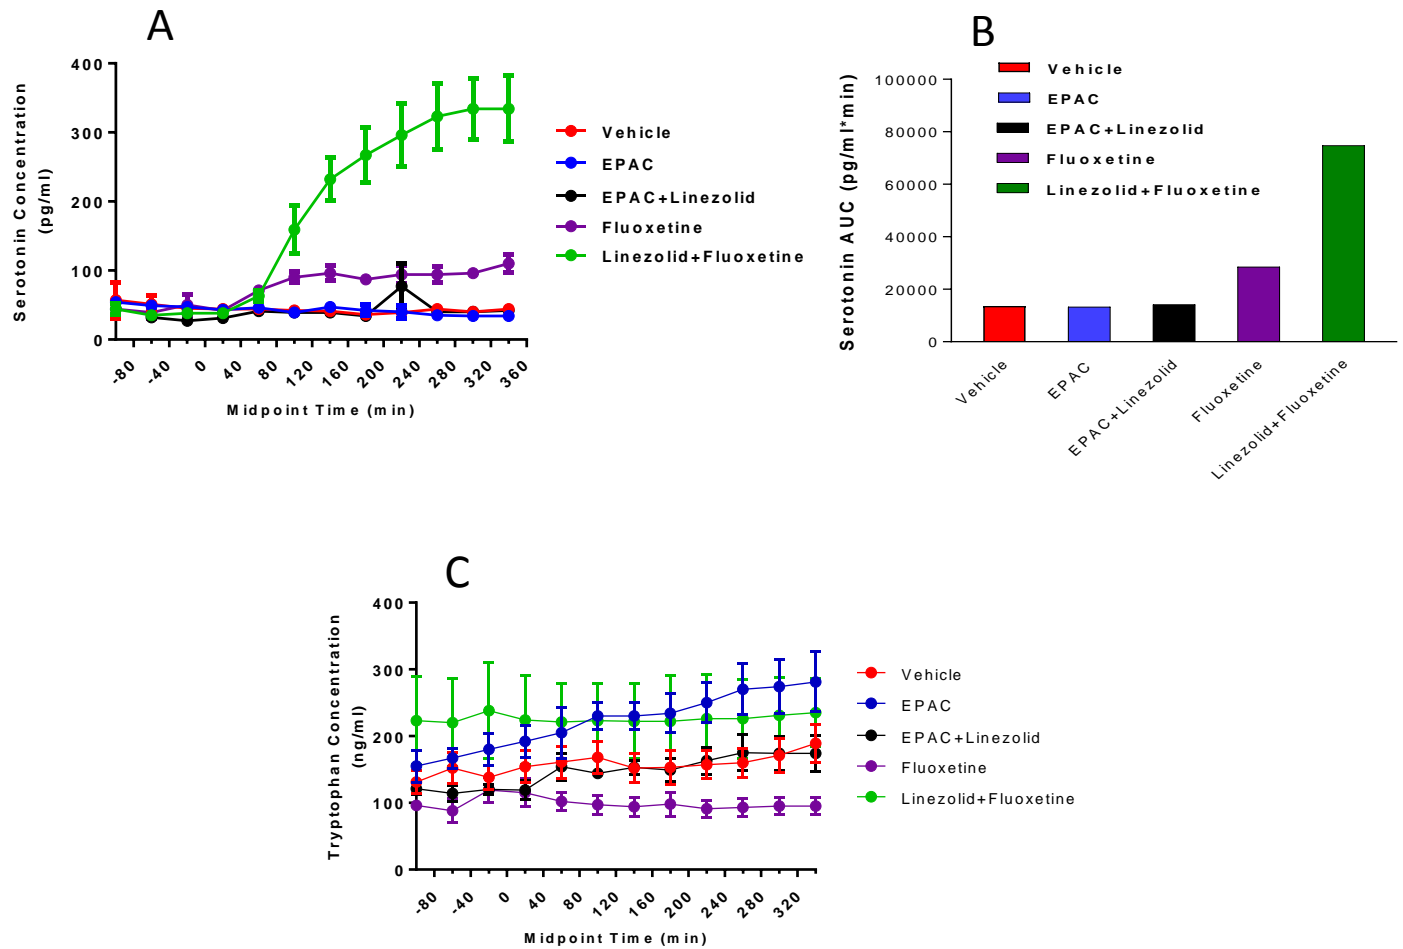 A
Serotonin Concentration
(pg/ml)
400
300
200
100
0
-80
-40
0
40
80
120
160
200
240
280
320
360
Midpoint Time (min)
Vehicle
EPAC
EPAC+Linezolid
Fluoxetine
Linezolid+Fluoxetine
B
Serotonin AUC (pg/ml*min)
100000
80000
60000
40000
20000
0
Vehicle
EPAC
EPAC+Linezolid
Fluoxetine
Linezolid+Fluoxetine
Vehicle
EPAC
EPAC+Linezolid
Fluoxetine
Linezolid+Fluoxetine
C
Tryptophan Concentration
(ng/ml)
400
300
200
100
0
-80
-40
0
40
80
120
160
200
240
280
320
Midpoint Time (min)
Vehicle
EPAC
EPAC+Linezolid
Fluoxetine
Linezolid+Fluoxetine